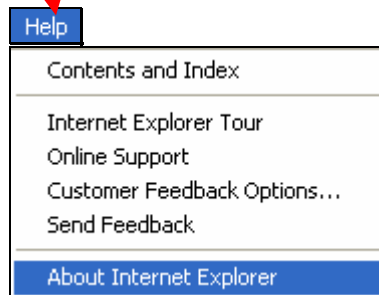 Help
Contents and Index
Internet Explorer Tour
Online Support
Customer Feedback Options...
Send Feedback
About Internet Explorer